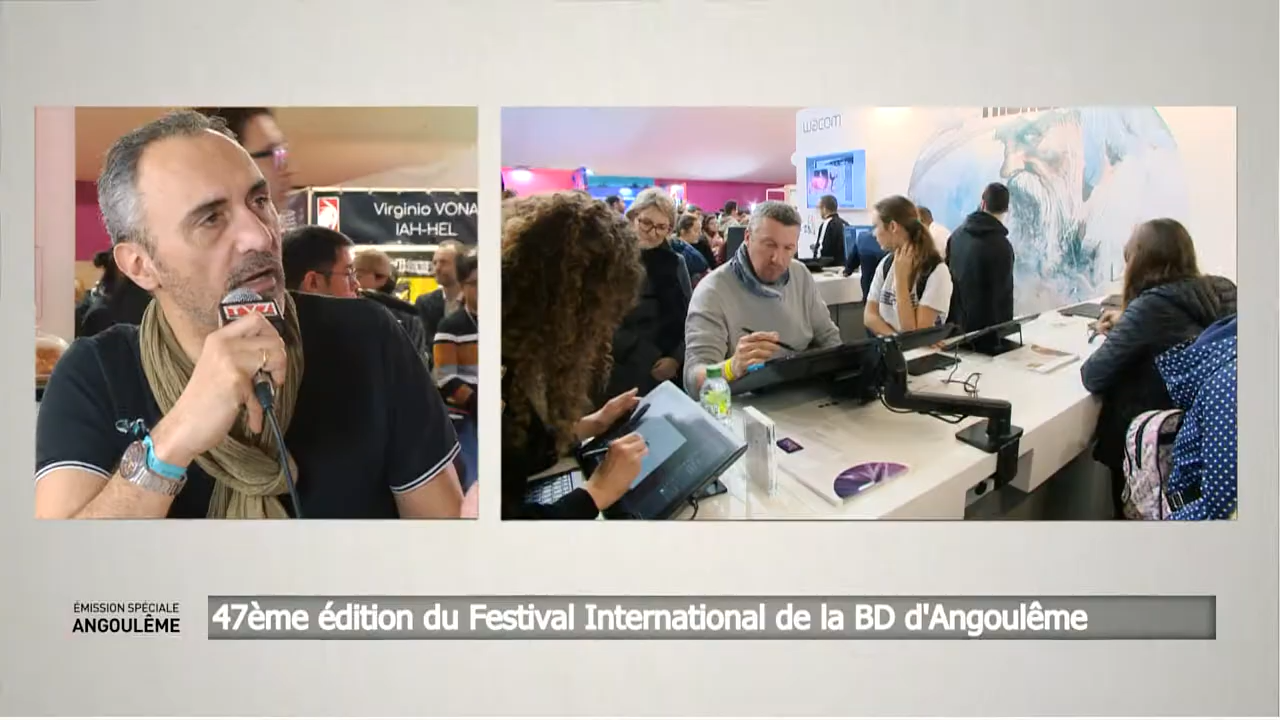 Virginio VONA
IAH-HEL
wacom
ÉMISSION SPÉCIALE
ANGOULÊME
47ème édition du Festival International de la BD d'Angoulême